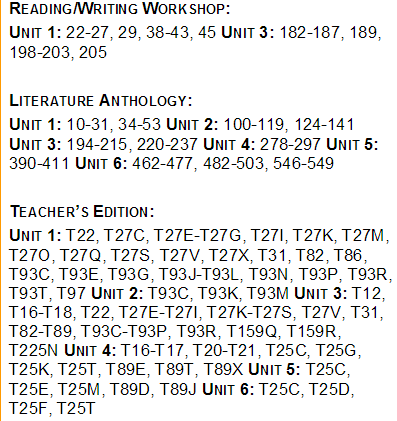 READING/WRITING WORKSHOP:
UNIT 1: 22-27, 29, 38-43, 45 UNIT 3: 182-187, 189,
198-203, 205
LITERATURE ANTHOLOGY:
UNIT 1: 10-31, 34-53 UNIT 2: 100-119, 124-141
UNIT 3: 194-215, 220-237 UNIT 4: 278-297 UNIT 5:
390-411 UNIT 6: 462-477, 482-503, 546-549
TEACHER'S EDITION:
UNIT 1: T22, T27C, T27E-T27G, T27I, T27K, T27M,
T27O, T27Q, T27S, T27V, T27X, T31, T82, T86,
T93C, T93E, T93G, T93J-T93L, T93N, T93P, T93R,
T93T, T97 UNIT 2: T93C, T93K, T93M UNIT 3: T12,
T16-T18, T22, T27E-T27I, T27K-T27S, T27V, T31,
T82-T89, T93C-T93P, T93R, T159Q, T159R,
T225N UNIT 4: T16-T17, T20-T21, T25C, T25G,
T25K, T25T, T89E, T89T, T89X UNIT 5: T25C,
T25E, T25M, T89D, T89J UNIT 6: T25C, T25D,
T25F, T25T